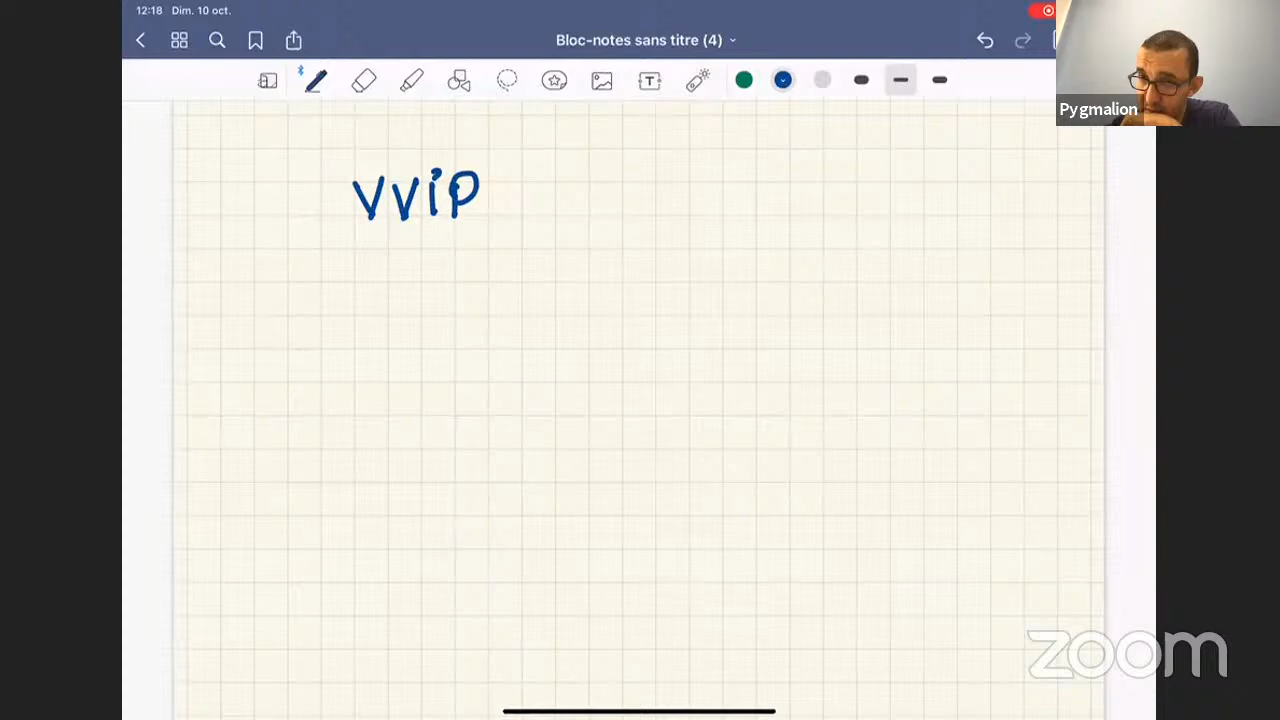 12:18 Dim. 10 oct.
Bloc-notes sans titre (4)
Pygmalion
VViP
zoom